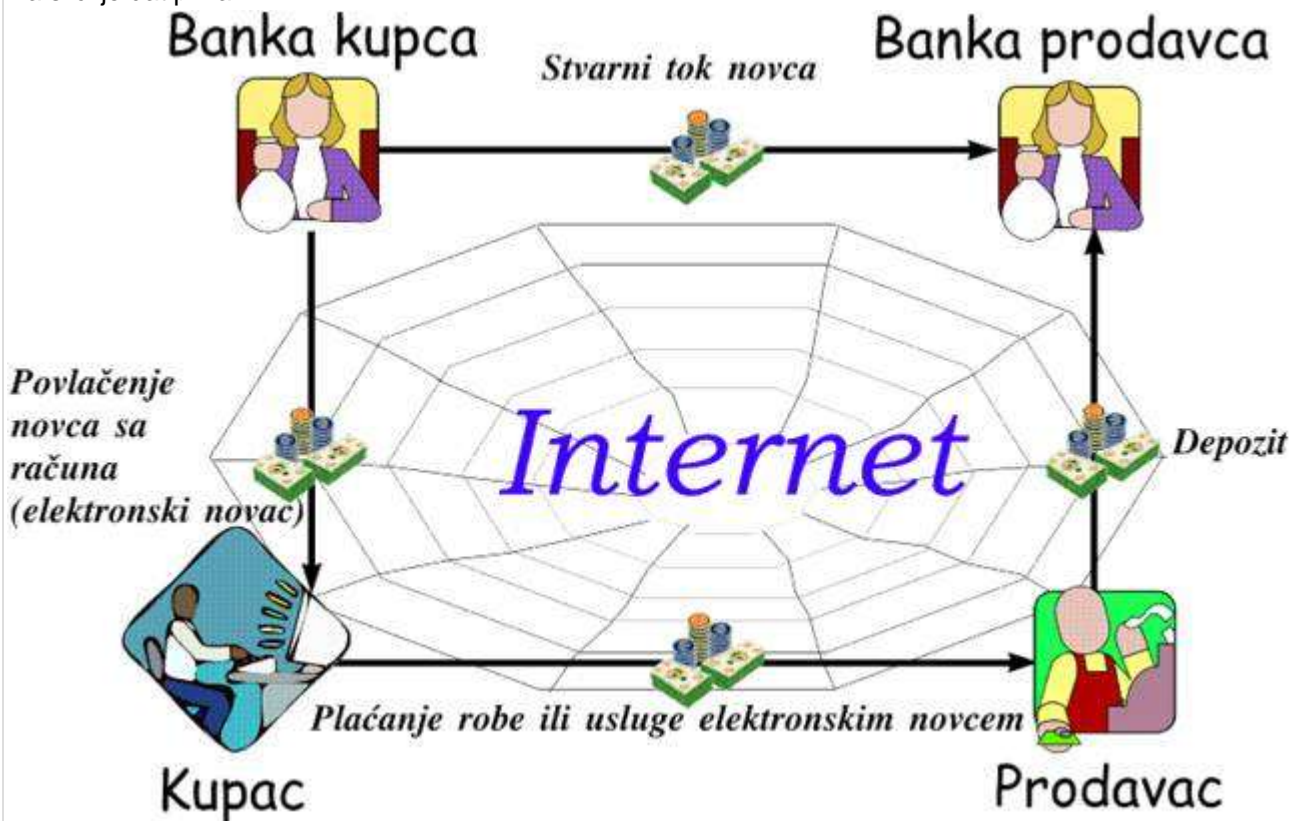 Banka kupca
Banka prodavca
Stvarni tok novca
Povlačenje
novca sa
računa
(elektronski novac)
Internet
Depozit
Plaćanje robe ili usluge elektronskim novcem
Kupac
Prodavac